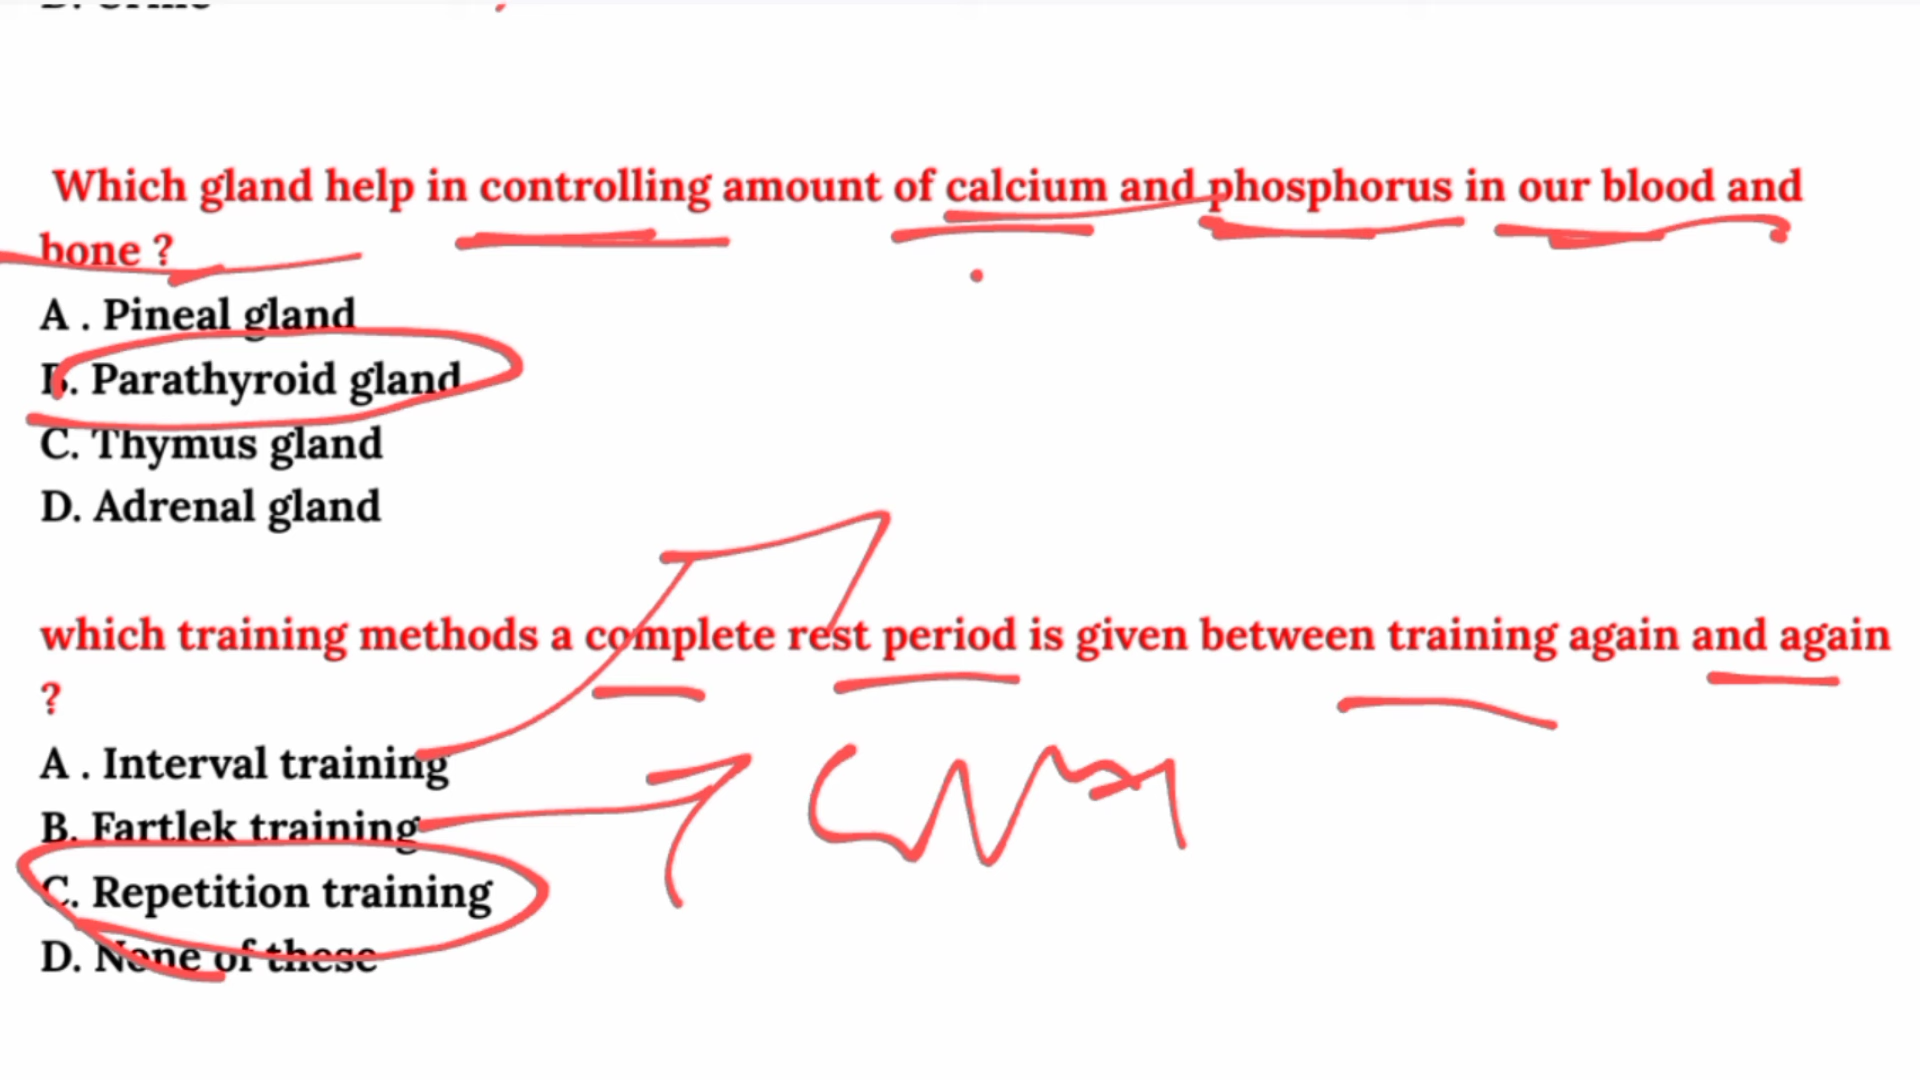 Which gland help in controlling amount of calcium and phosphorus in our blood and
bone ?
A . Pineal gland
B. Parathyroid gland
C. Thymus gland
D. Adrenal gland
which training methods a complete rest period is given between training again and again
?
A . Interval training
B. Fartlek training
C. Repetition training
D. None of these